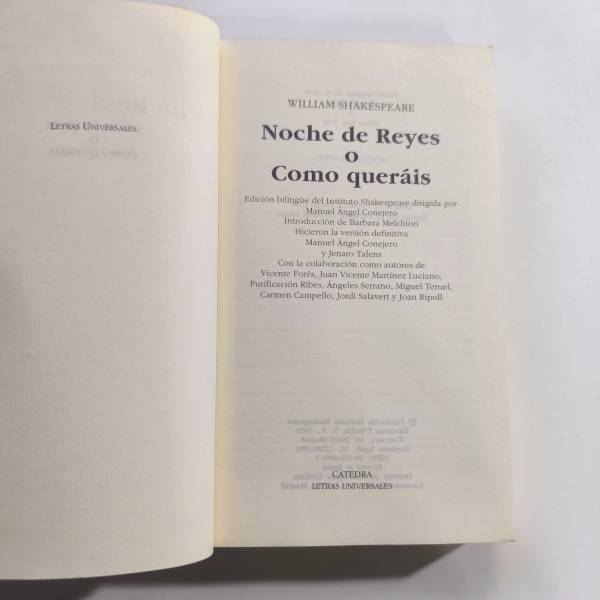 LETRAS UNIVERSALES
WILLIAM SHAKESPEARE
Noche de Reyes
o
Como queráis
Edición bilingüe del Instituto Shakespeare dirigida por
Manuel Ángel Conejero
Introducción de Barbara Melchiori
Hicieron la versión definitiva
Manuel Ángel Conejero
y Jenaro Talens
Con la colaboración como autores de
Vicente Forés, Juan Vicente Martínez Luciano,
Purificación Ribes, Ángeles Serrano, Miguel Teruel,
Carmen Campello, Jordi Salavert y Joan Ripoll
CATEDRA
LETRAS UNIVERSALES